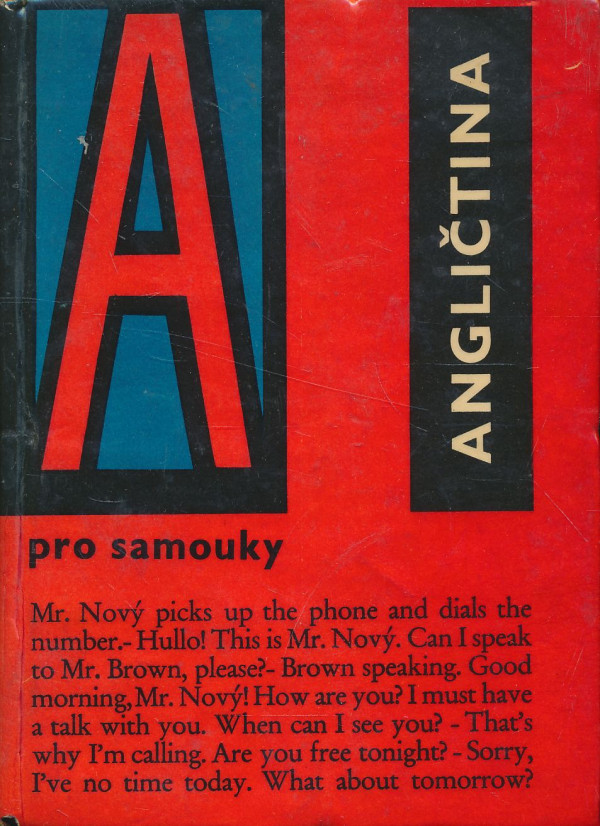 A
ANGLIČTINA
pro samouky
Mr. Nový picks up the phone and dials the
number.- Hullo! This is Mr. Nový. Can I speak
to Mr. Brown, please?- Brown speaking. Good
morning, Mr. Nový! How are you? I must have
a talk with you. When can I see you? - That's
why I'm calling. Are you free tonight? - Sorry,
I've no time today. What about tomorrow?